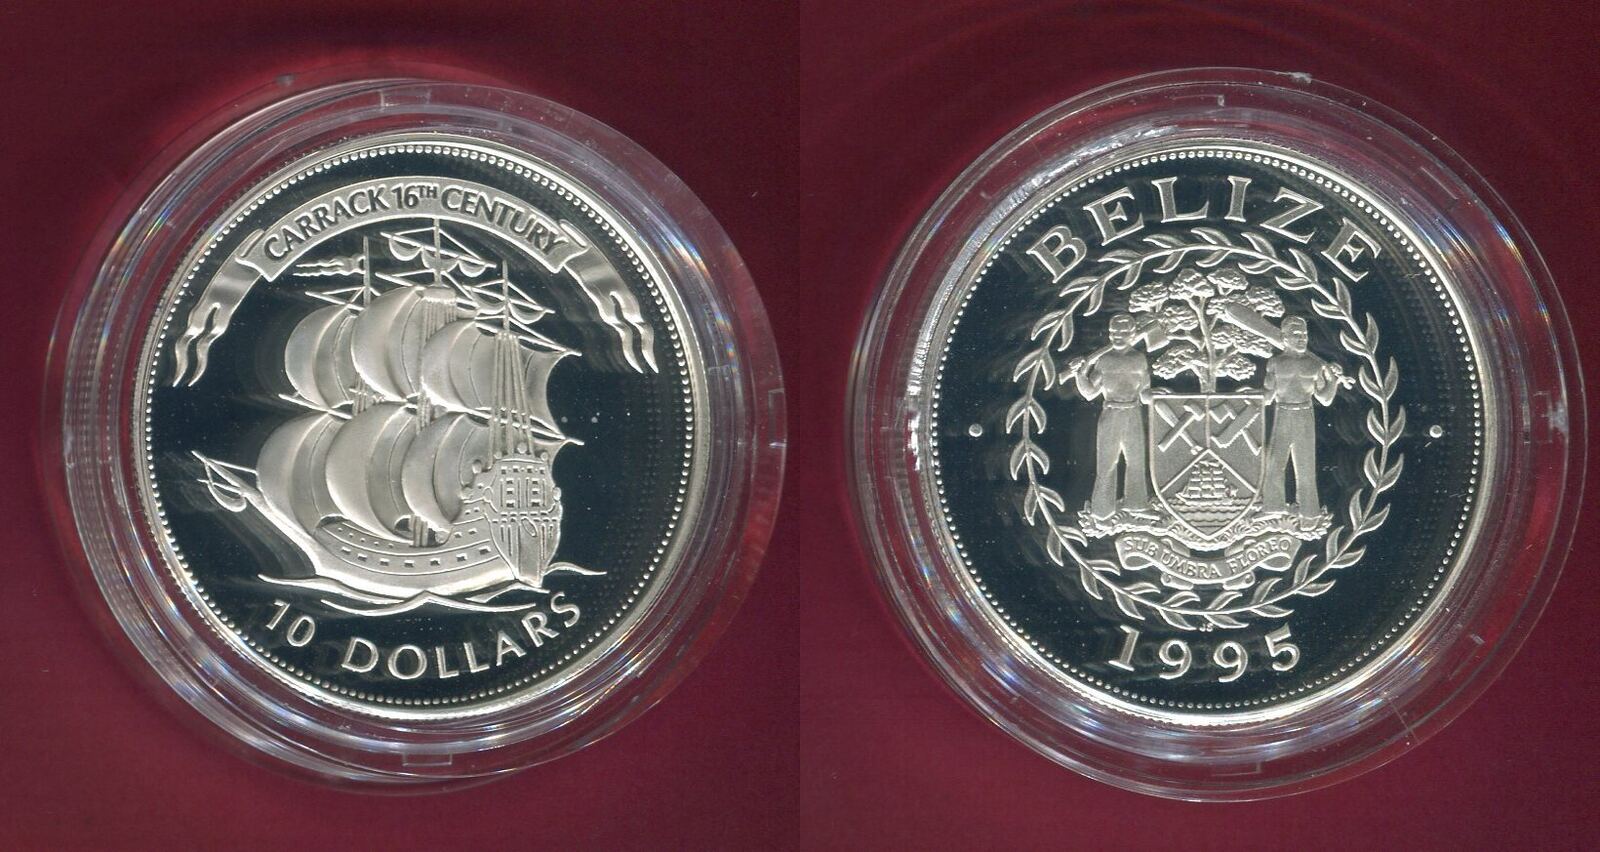 CARRACK 16TH CENTURY
10 DOLLARS
BELIZE
SUB UMBRA FLOREO
1995